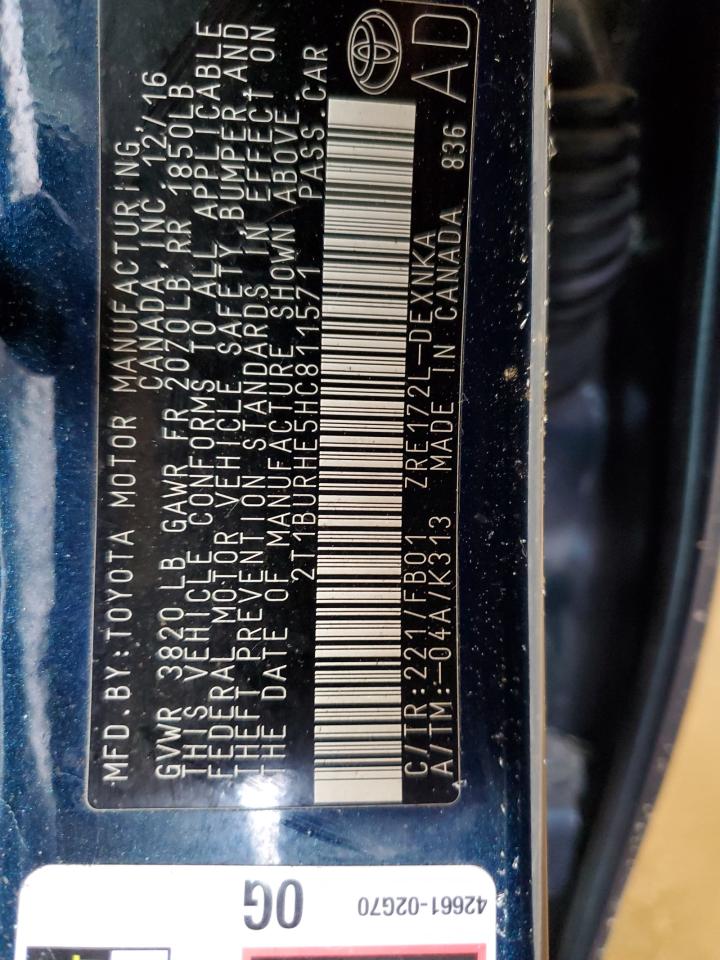 MFD.BY:TOYOTA MOTOR MANUFACTURING
CANADA, INC. 12/16
GVWR 3820 LB GAWR FR 2070LB, RR 1850LB
THIS VEHICLE CONFORMS TO ALL APPLICABLE
FEDERAL MOTOR VEHICLE SAFETY, BUMPER, AND
THEFT PREVENTION STANDARDS IN EFFECT ON
THE DATE OF MANUFACTURE SHOWN ABOVE.
2T1BURHE5HC811571 PASS.CAR
C/TR:221/FB01 ZRE172L-DEXNKA 836
A/TM:-04A/K313 MADE IN CANADA AD
0G
42661-02G70